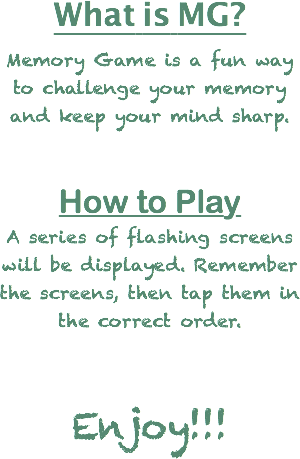 What is MG?
Memory Game is a fun way
to challenge your memory
and keep your mind sharp.
How to Play
A series of flashing screens
will be displayed. Remember
the screens, then tap them in
the correct order.
Enjoy!!!